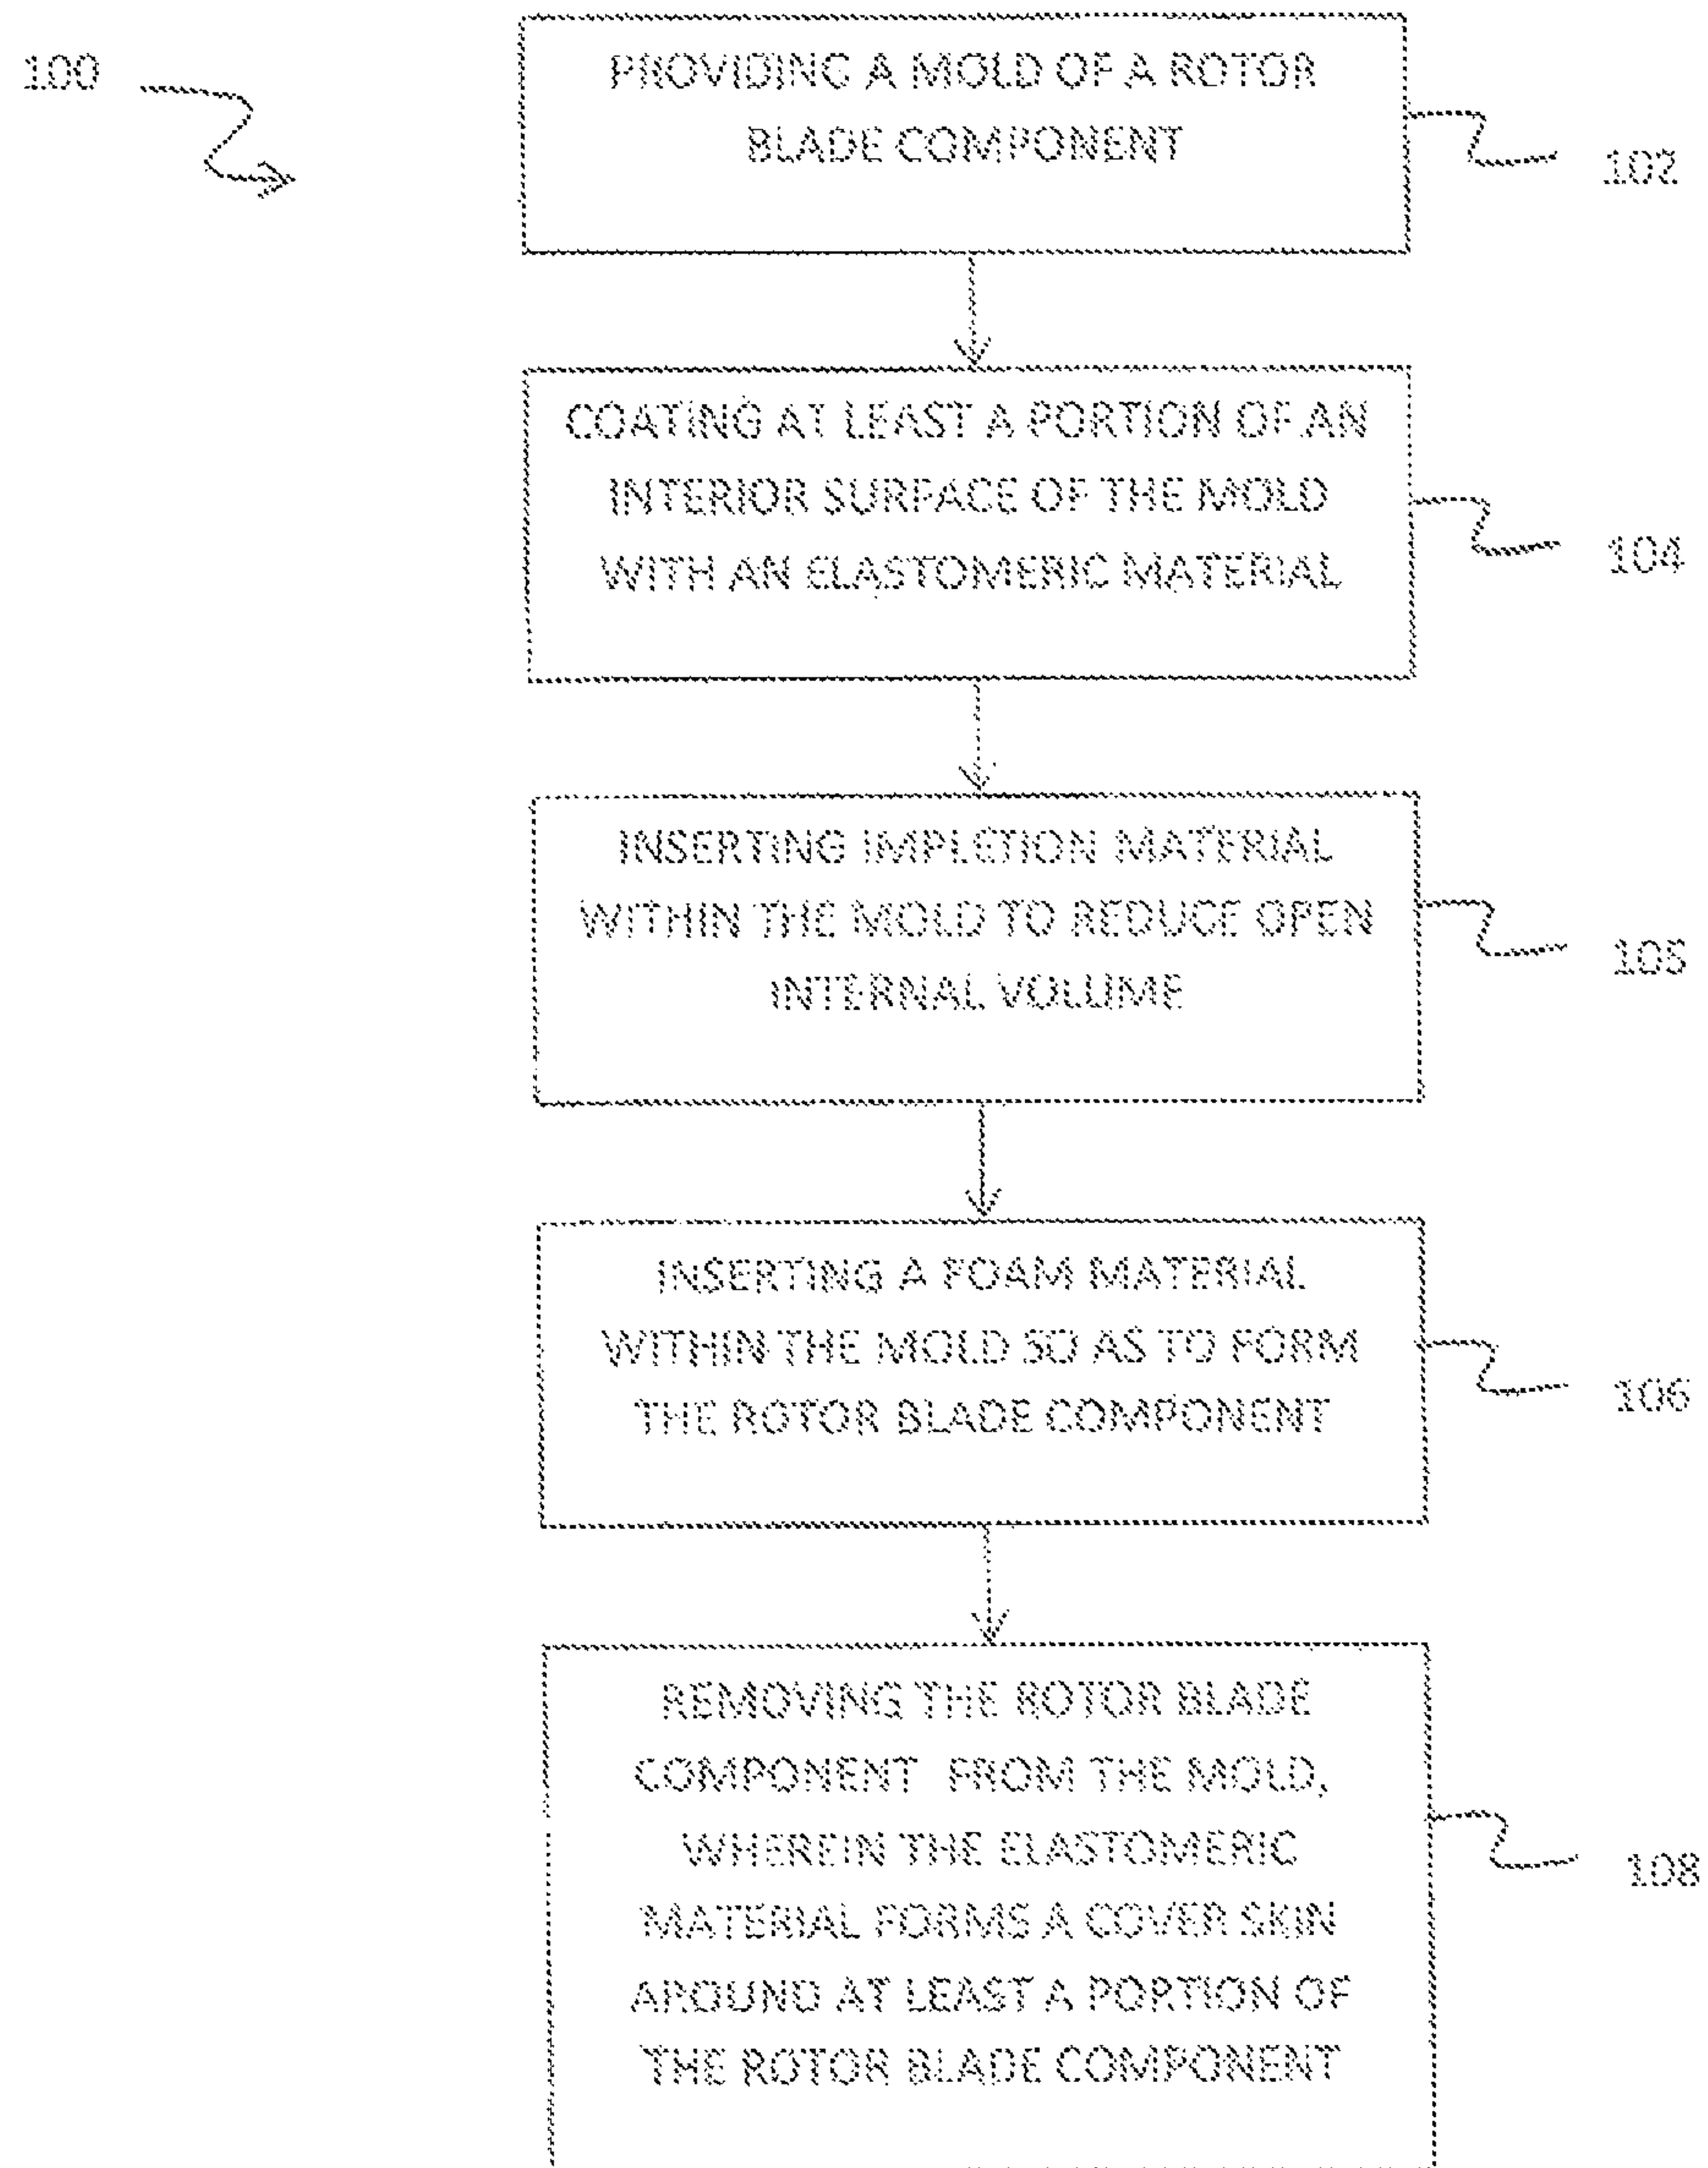 100
PROVIDING A MOLD OF A ROTOR
BLADE COMPONENT
102
COATING AT LEAST A PORTION OF AN
INTERIOR SURFACE OF THE MOLD
WITH AN ELASTOMERIC MATERIAL
104
INSERTING IMPLETION MATERIAL
WITHIN THE MOLD TO REDUCE OPEN
INTERNAL VOLUME
105
INSERTING A FOAM MATERIAL
WITHIN THE MOLD SO AS TO FORM
THE ROTOR BLADE COMPONENT
106
REMOVING THE ROTOR BLADE
COMPONENT FROM THE MOLD,
WHEREIN THE ELASTOMERIC
MATERIAL FORMS A COVER SKIN
AROUND AT LEAST A PORTION OF
THE ROTOR BLADE COMPONENT
108